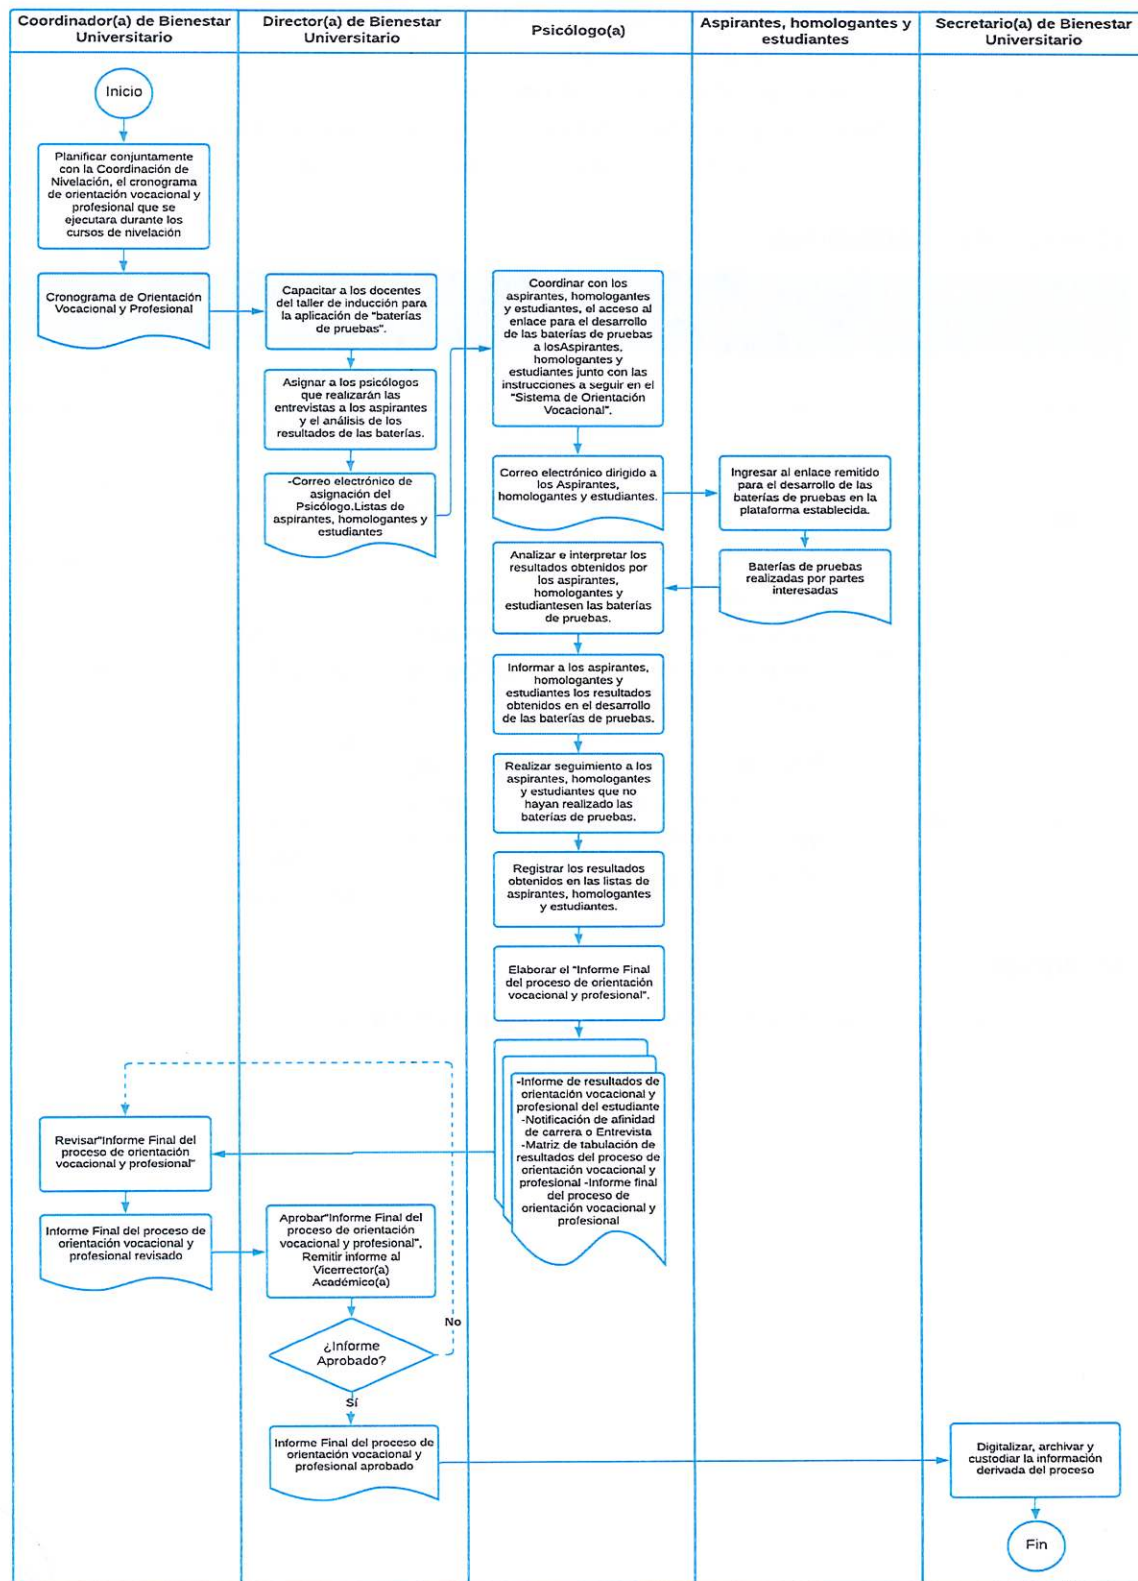 Coordinador(a) de Bienestar
Universitario
Director(a) de Bienestar
Universitario
Psicólogo(a)
Aspirantes, homologantes y
estudiantes
Secretario(a) de Bienestar
Universitario
Inicio
Planificar conjuntamente
con la Coordinación de
Nivelación, el cronograma
de orientación vocacional y
profesional que se
ejecutara durante los
cursos de nivelación
Cronograma de Orientación
Vocacional y Profesional
Capacitar a los docentes
del taller de inducción para
la aplicación de "baterías
de pruebas".
Asignar a los psicólogos
que realizarán las
entrevistas a los aspirantes
y el análisis de los
resultados de las baterías.
-Correo electrónico de
asignación del
Psicólogo.Listas de
aspirantes, homologantes y
estudiantes
Coordinar con los
aspirantes, homologantes
y estudiantes, el acceso al
enlace para el desarrollo
de las baterías de pruebas
a losAspirantes,
homologantes y
estudiantes junto con las
instrucciones a seguir en el
"Sistema de Orientación
Vocacional".
Correo electrónico dirigido a
los Aspirantes,
homologantes y estudiantes.
Ingresar al enlace remitido
para el desarrollo de las
baterías de pruebas en la
plataforma establecida.
Baterías de pruebas
realizadas por partes
interesadas
Analizar e interpretar los
resultados obtenidos por
los aspirantes,
homologantes y
estudiantesen las baterías
de pruebas.
Informar a los aspirantes,
homologantes y
estudiantes los resultados
obtenidos en el desarrollo
de las baterías de pruebas.
Realizar seguimiento a los
aspirantes, homologantes
y estudiantes que no
hayan realizado las
baterías de pruebas.
Registrar los resultados
obtenidos en las listas de
aspirantes, homologantes
y estudiantes.
Elaborar el "Informe Final
del proceso de orientación
vocacional y profesional".
-Informe de resultados de
orientación vocacional y
profesional del estudiante
-Notificación de afinidad
de carrera o Entrevista
-Matriz de tabulación de
resultados del proceso de
orientación vocacional y
profesional -Informe final
del proceso de
orientación vocacional y
profesional
Revisar"Informe Final del
proceso de orientación
vocacional y profesional"
Informe Final del proceso de
orientación vocacional y
profesional revisado
Aprobar"Informe Final del
proceso de orientación
vocacional y profesional",
Remitir informe al
Vicerrector(a)
Académico(a)
No
¿Informe
Aprobado?
Sí
Informe Final del proceso de
orientación vocacional y
profesional aprobado
Digitalizar, archivar y
custodiar la información
derivada del proceso
Fin